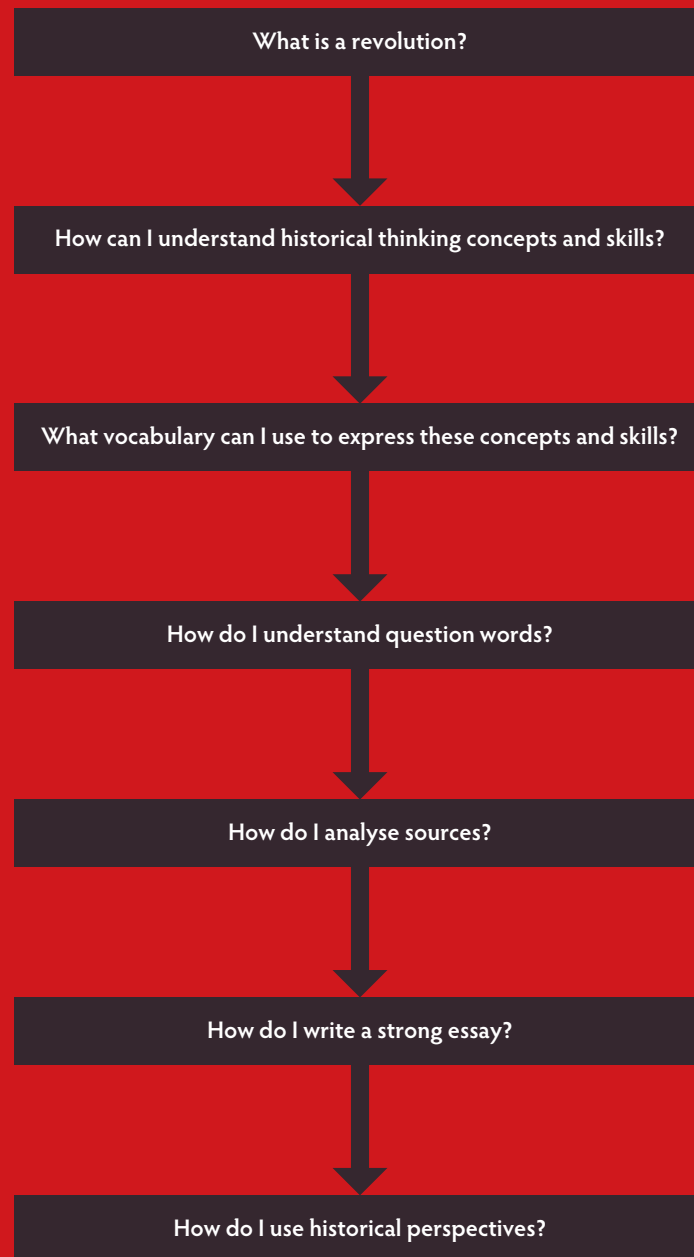 What is a revolution?
How can I understand historical thinking concepts and skills?
What vocabulary can I use to express these concepts and skills?
How do I understand question words?
How do I analyse sources?
How do I write a strong essay?
How do I use historical perspectives?